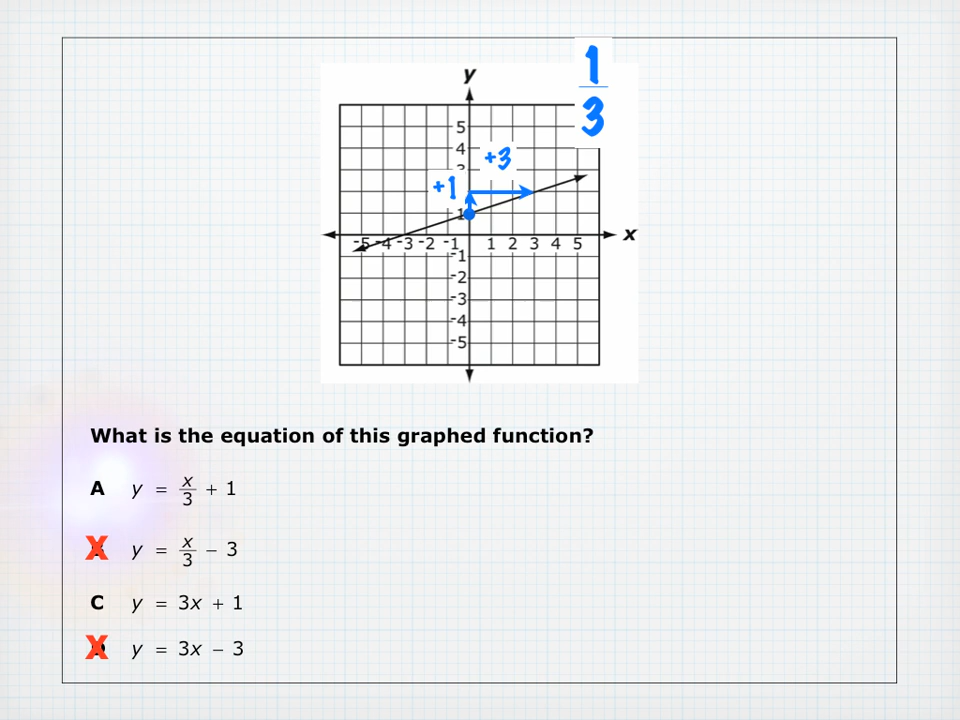 y
1
3
5
4
+3
3
+1
1
x
-5 -4 -3 -2 -1 1 2 3 4 5
-1
-2
-3
-4
-5
What is the equation of this graphed function?
A y = x/3 + 1
X y = x/3 − 3
C y = 3x + 1
X y = 3x − 3